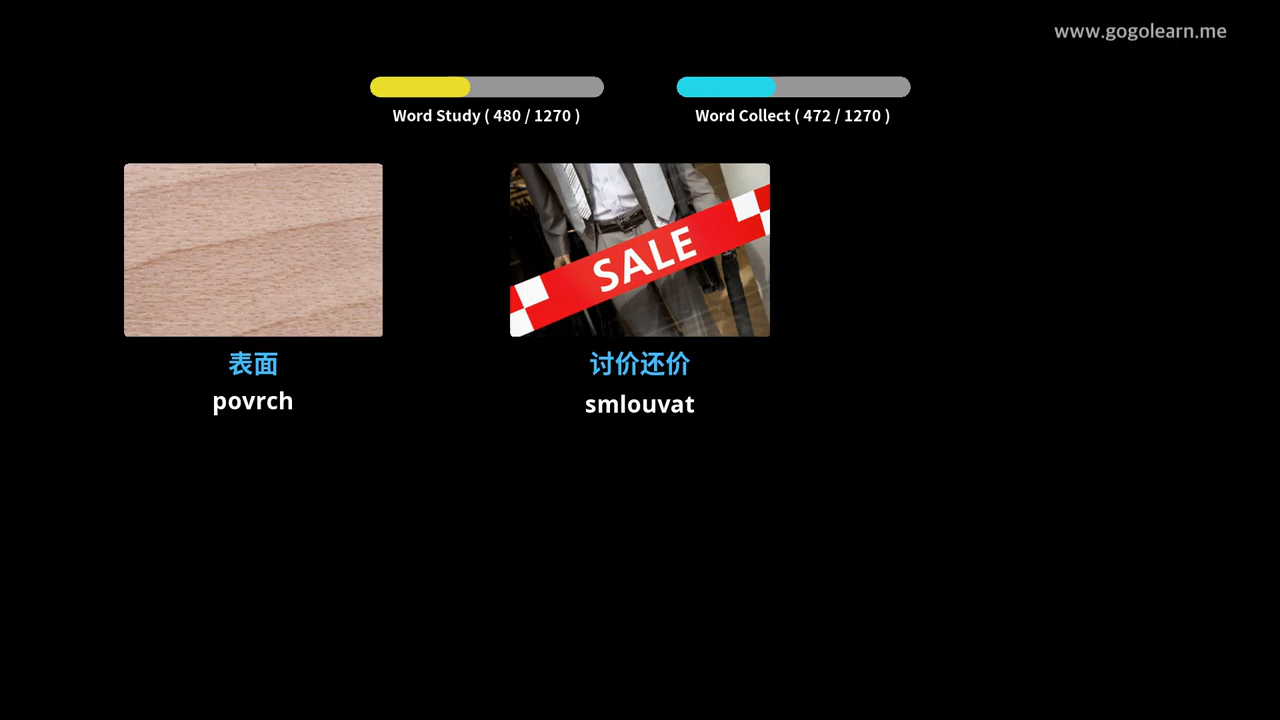 www.gogolearn.me
Word Study ( 480 / 1270 )
Word Collect ( 472 / 1270 )
SALE
表面
povrch
讨价还价
smlouvat